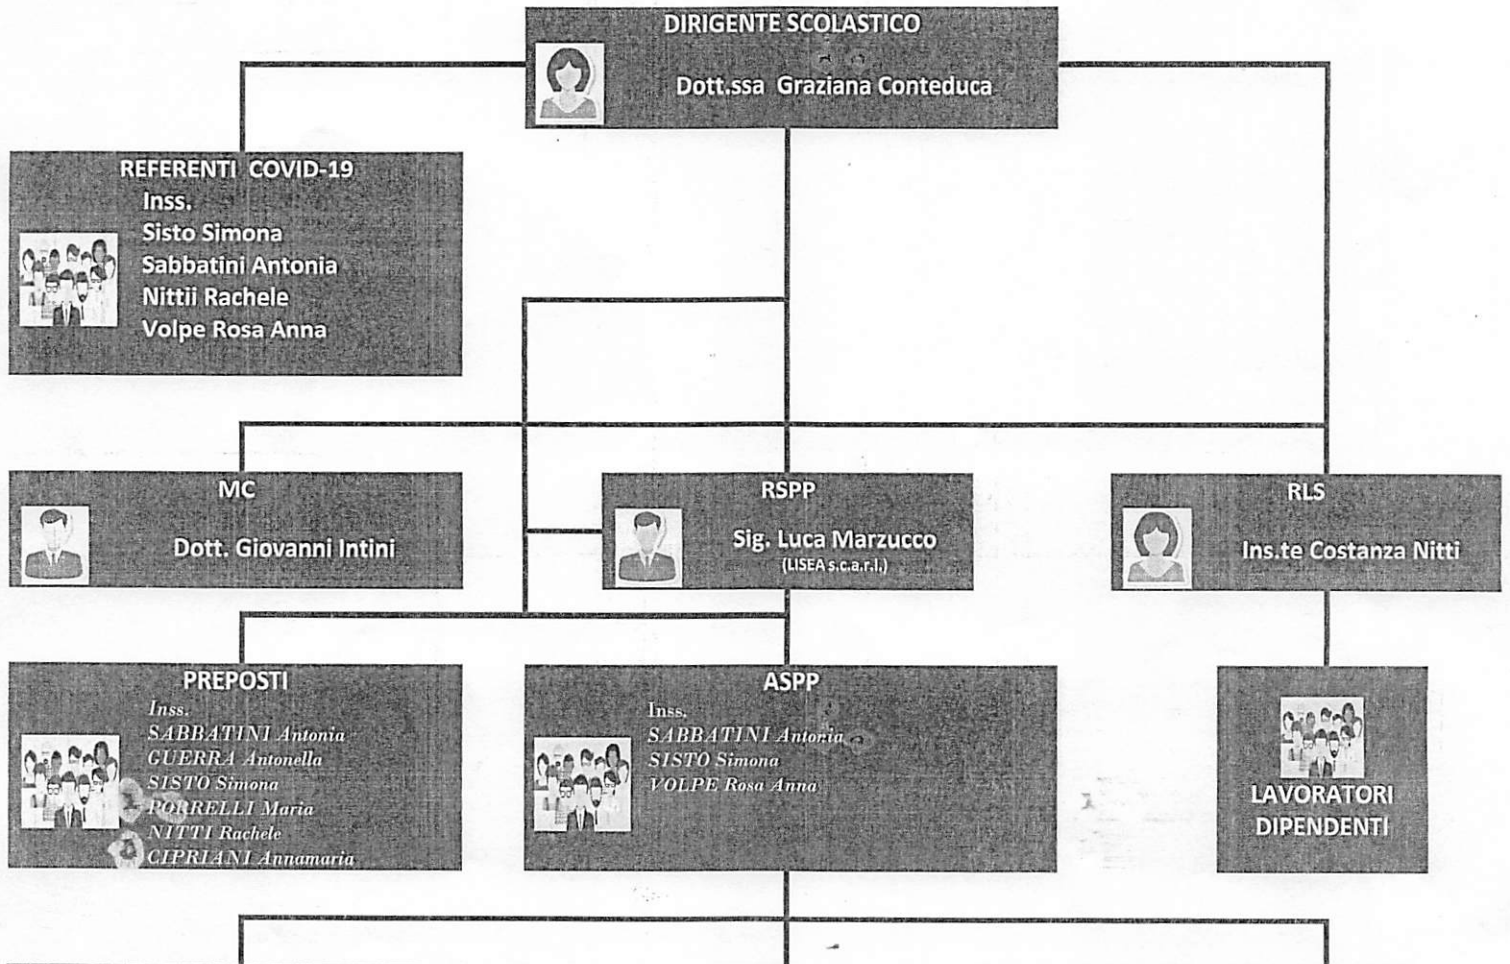 DIRIGENTE SCOLASTICO
Dott.ssa Graziana Conteduca
REFERENTI COVID-19
Inss.
Sisto Simona
Sabbatini Antonia
Nittii Rachele
Volpe Rosa Anna
MC
Dott. Giovanni Intini
RSPP
Sig. Luca Marzucco
(LISEA s.c.a.r.l.)
RLS
Ins.te Costanza Nitti
PREPOSTI
Inss.
SABBATINI Antonia
GUERRA Antonella
SISTO Simona
PORRELLI Maria
NITTI Rachele
CIPRIANI Annamaria
ASPP
Inss.
SABBATINI Antonia
SISTO Simona
VOLPE Rosa Anna
LAVORATORI
DIPENDENTI